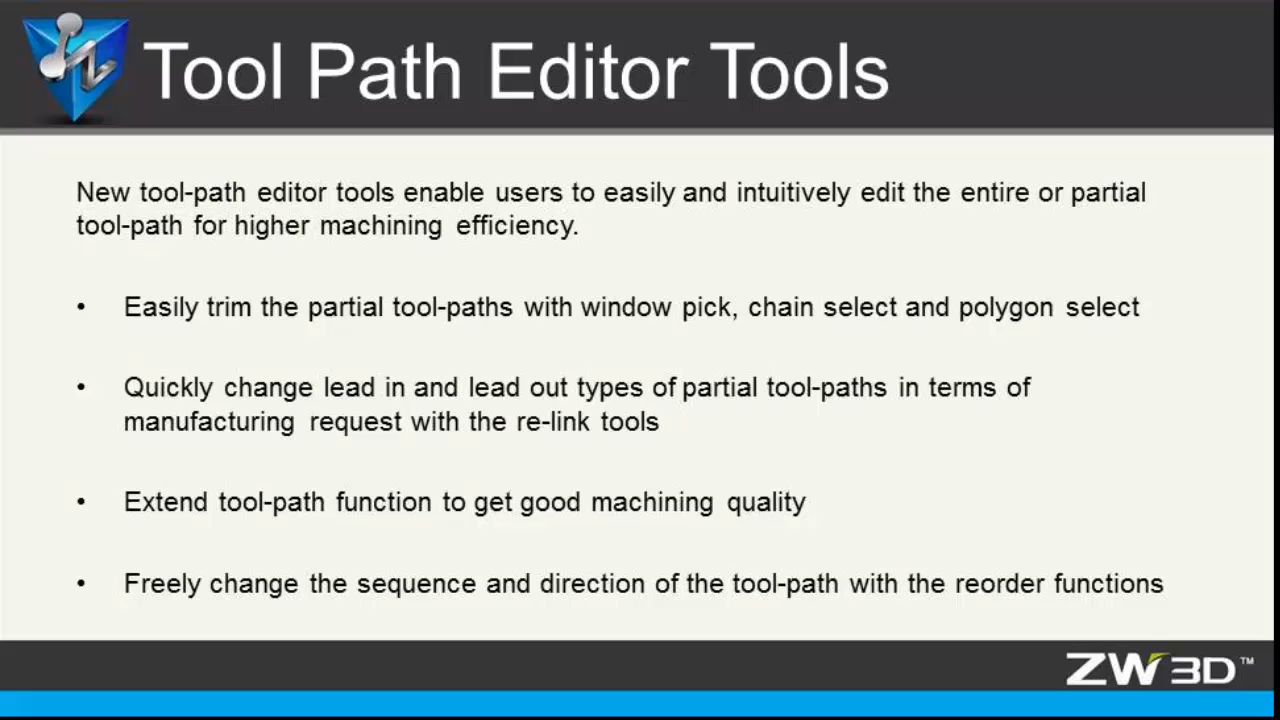 Tool Path Editor Tools
New tool-path editor tools enable users to easily and intuitively edit the entire or partial
tool-path for higher machining efficiency.
• Easily trim the partial tool-paths with window pick, chain select and polygon select
• Quickly change lead in and lead out types of partial tool-paths in terms of
manufacturing request with the re-link tools
• Extend tool-path function to get good machining quality
• Freely change the sequence and direction of the tool-path with the reorder functions
ZW3D™